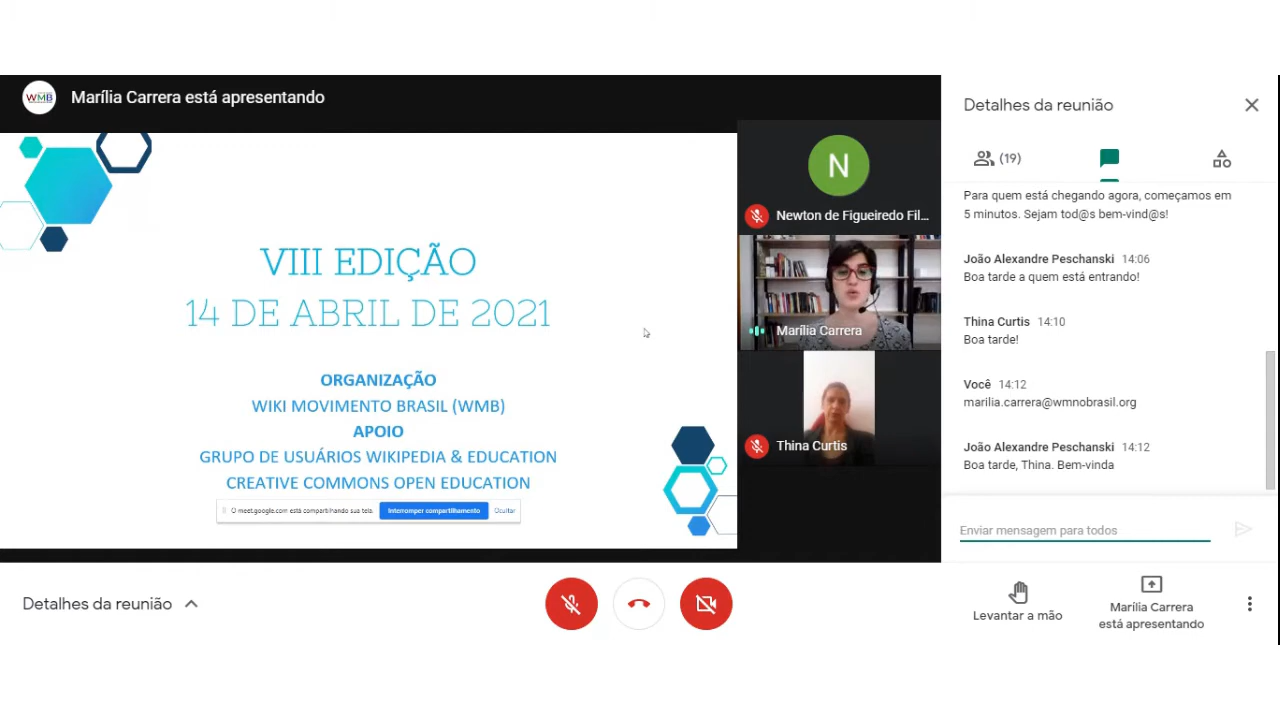 WMB
Marília Carrera está apresentando
VIII EDIÇÃO
14 DE ABRIL DE 2021
ORGANIZAÇÃO
WIKI MOVIMENTO BRASIL (WMB)
APOIO
GRUPO DE USUÁRIOS WIKIPEDIA & EDUCATION
CREATIVE COMMONS OPEN EDUCATION
O meet.google.com está compartilhando sua tela. Interromper compartilhamento Ocultar
N
Newton de Figueiredo Fil...
Marília Carrera
Thina Curtis
Detalhes da reunião
(19)
Para quem está chegando agora, começamos em
5 minutos. Sejam tod@s bem-vind@s!
João Alexandre Peschanski 14:06
Boa tarde a quem está entrando!
Thina Curtis 14:10
Boa tarde!
Você 14:12
marilia.carrera@wmnobrasil.org
João Alexandre Peschanski 14:12
Boa tarde, Thina. Bem-vinda
Enviar mensagem para todos
Detalhes da reunião
Levantar a mão
Marília Carrera
está apresentando